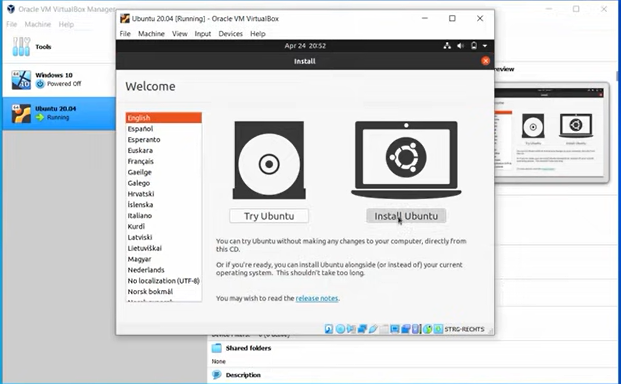 Oracle VM VirtualBox Manager
File Machine Help
Tools
Windows 10
Powered Off
Ubuntu 20.04
Running
Ubuntu 20.04 [Running] - Oracle VM VirtualBox
File Machine View Input Devices Help
Apr 24 20:52
Install
Welcome
English
Español
Esperanto
Euskara
Français
Gaeilge
Galego
Hrvatski
Íslenska
Italiano
Kurdî
Latviski
Lietuviškai
Magyar
Nederlands
No localization (UTF-8)
Norsk bokmål
Try Ubuntu
Install Ubuntu
You can try Ubuntu without making any changes to your computer, directly from
this CD.
Or if you're ready, you can install Ubuntu alongside (or instead of) your current
operating system. This shouldn't take too long.
You may wish to read the release notes.
STRG-RECHTS
Shared folders
None
Description